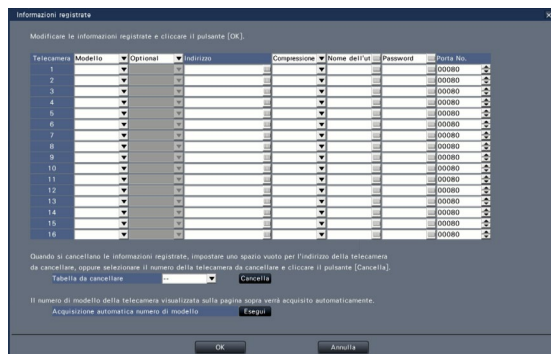 Informazioni registrate
Modificare le informazioni registrate e cliccare il pulsante [OK].
Telecamera Modello Optional Indirizzo Compressione Nome dell'ut Password Porta No.
1 00080
2 00080
3 00080
4 00080
5 00080
6 00080
7 00080
8 00080
9 00080
10 00080
11 00080
12 00080
13 00080
14 00080
15 00080
16 00080
Quando si cancellano le informazioni registrate, impostare uno spazio vuoto per l'indirizzo della telecamera
da cancellare, oppure selezionare il numero della telecamera da cancellare e cliccare il pulsante [Cancella].
Tabella da cancellare -- Cancella
Il numero di modello della telecamera visualizzata sulla pagina sopra verrà acquisito automaticamente.
Acquisizione automatica numero di modello Esegui
OK Annulla